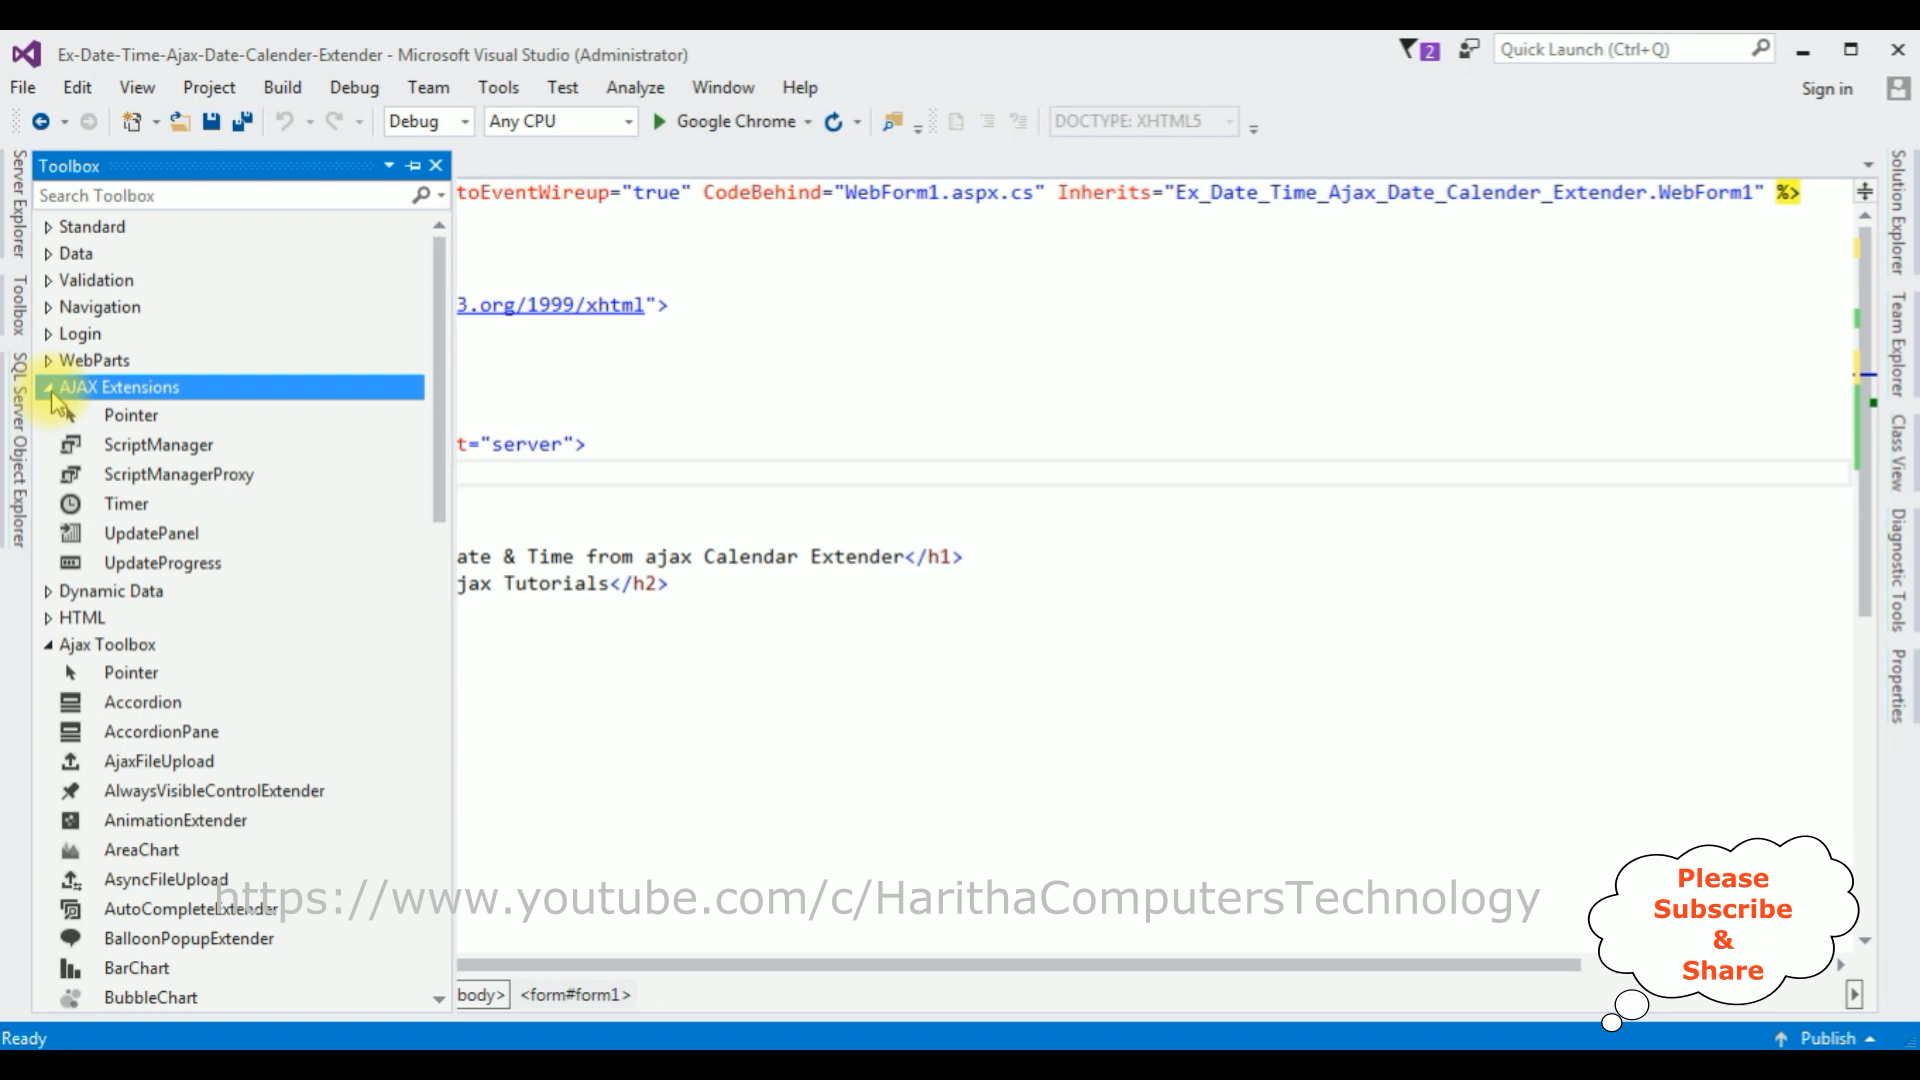 Ex-Date-Time-Ajax-Date-Calender-Extender - Microsoft Visual Studio (Administrator)
2
Quick Launch (Ctrl+Q)
File Edit View Project Build Debug Team Tools Test Analyze Window Help
Sign in
Debug Any CPU Google Chrome DOCTYPE: XHTML5
Server Explorer
Toolbox
SQL Server Object Explorer
Toolbox
Search Toolbox
Standard
Data
Validation
Navigation
Login
WebParts
AJAX Extensions
Pointer
ScriptManager
ScriptManagerProxy
Timer
UpdatePanel
UpdateProgress
Dynamic Data
HTML
Ajax Toolbox
Pointer
Accordion
AccordionPane
AjaxFileUpload
AlwaysVisibleControlExtender
AnimationExtender
AreaChart
AsyncFileUpload
AutoCompleteExtender
BalloonPopupExtender
BarChart
BubbleChart
toEventWireup="true" CodeBehind="WebForm1.aspx.cs" Inherits="Ex_Date_Time_Ajax_Date_Calender_Extender.WebForm1" %>
3.org/1999/xhtml">
t="server">
ate & Time from ajax Calendar Extender</h1>
jax Tutorials</h2>
https://www.youtube.com/c/HarithaComputersTechnology
Please
Subscribe
&
Share
body> <form#form1>
Solution Explorer
Team Explorer
Class View
Diagnostic Tools
Properties
Ready
Publish